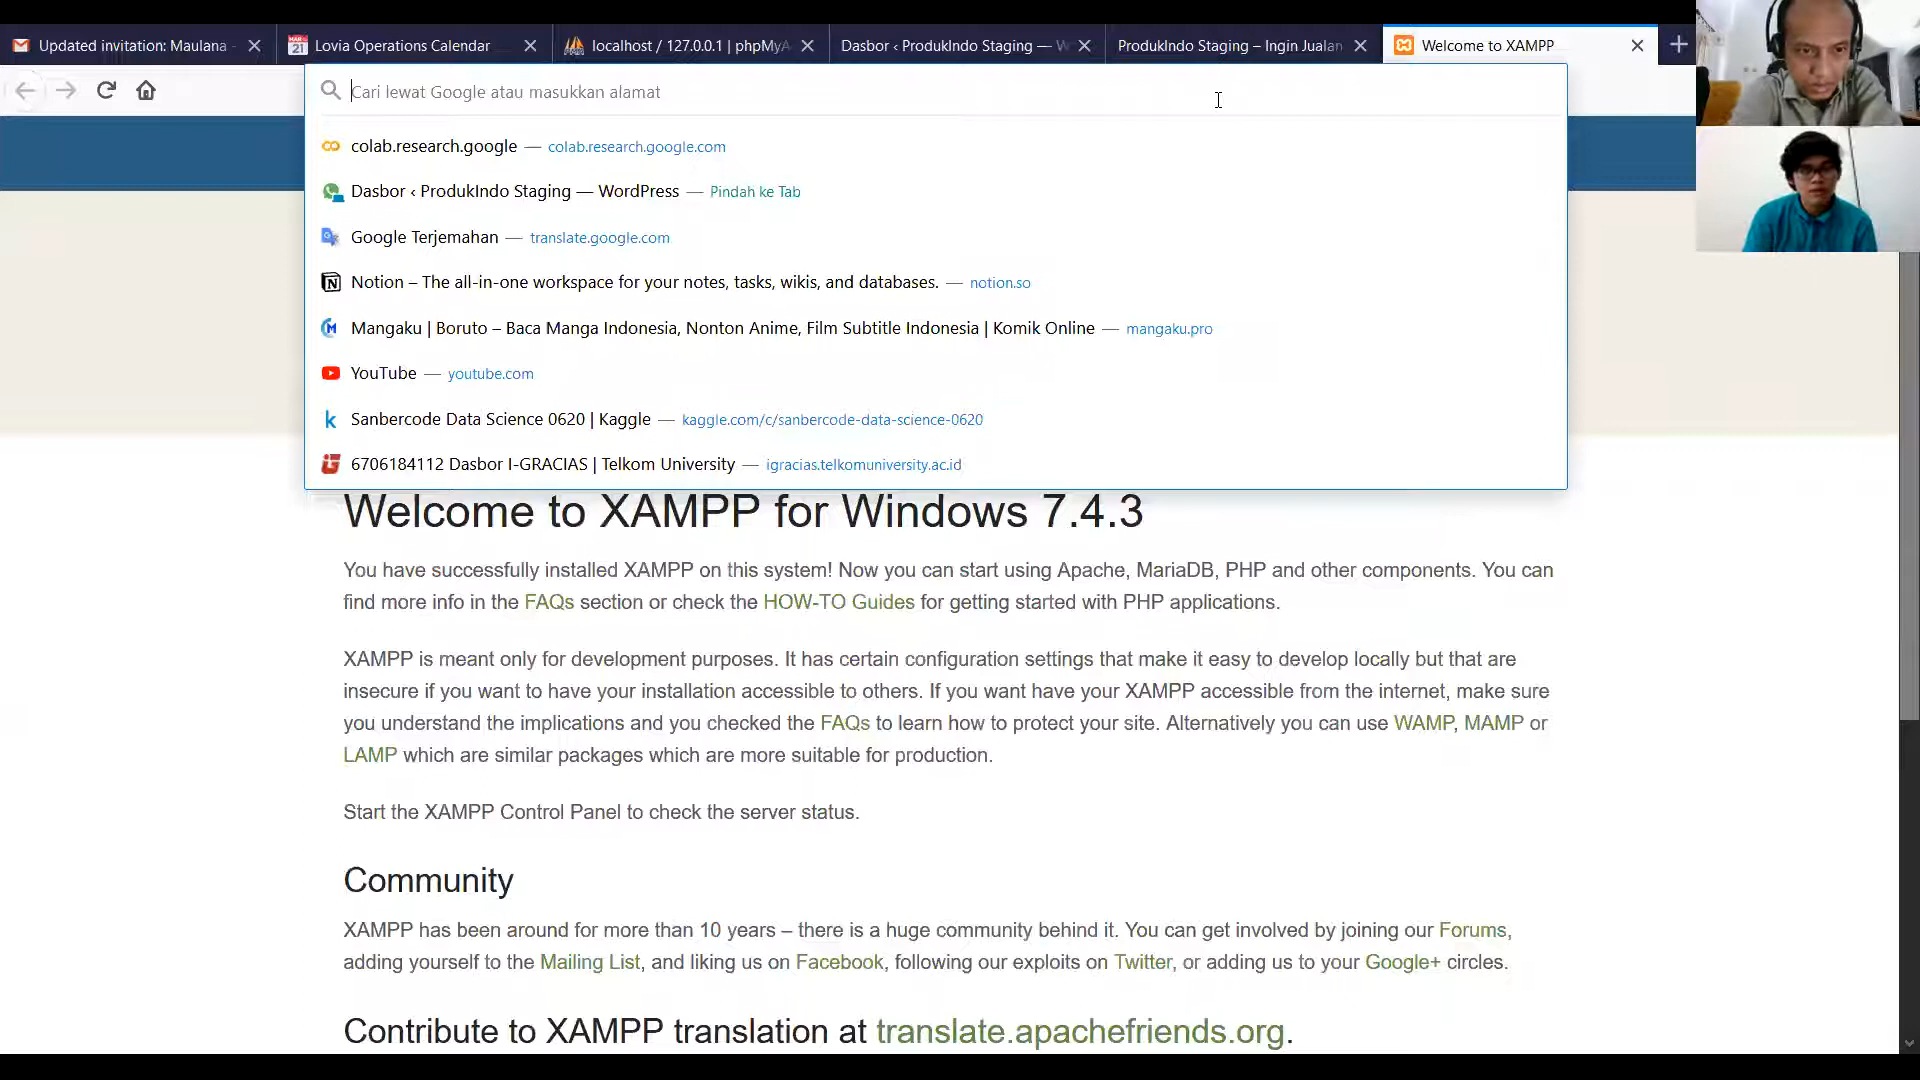 Updated invitation: Maulana -
Lovia Operations Calendar
localhost / 127.0.0.1 | phpMyA
Dasbor ‹ ProdukIndo Staging — W
ProdukIndo Staging – Ingin Jualan
Welcome to XAMPP
Cari lewat Google atau masukkan alamat
colab.research.google — colab.research.google.com
Dasbor ‹ ProdukIndo Staging — WordPress — Pindah ke Tab
Google Terjemahan — translate.google.com
Notion – The all-in-one workspace for your notes, tasks, wikis, and databases. — notion.so
Mangaku | Boruto – Baca Manga Indonesia, Nonton Anime, Film Subtitle Indonesia | Komik Online — mangaku.pro
YouTube — youtube.com
Sanbercode Data Science 0620 | Kaggle — kaggle.com/c/sanbercode-data-science-0620
6706184112 Dasbor I-GRACIAS | Telkom University — igracias.telkomuniversity.ac.id
Welcome to XAMPP for Windows 7.4.3
You have successfully installed XAMPP on this system! Now you can start using Apache, MariaDB, PHP and other components. You can
find more info in the FAQs section or check the HOW-TO Guides for getting started with PHP applications.
XAMPP is meant only for development purposes. It has certain configuration settings that make it easy to develop locally but that are
insecure if you want to have your installation accessible to others. If you want have your XAMPP accessible from the internet, make sure
you understand the implications and you checked the FAQs to learn how to protect your site. Alternatively you can use WAMP, MAMP or
LAMP which are similar packages which are more suitable for production.
Start the XAMPP Control Panel to check the server status.
Community
XAMPP has been around for more than 10 years – there is a huge community behind it. You can get involved by joining our Forums,
adding yourself to the Mailing List, and liking us on Facebook, following our exploits on Twitter, or adding us to your Google+ circles.
Contribute to XAMPP translation at translate.apachefriends.org.